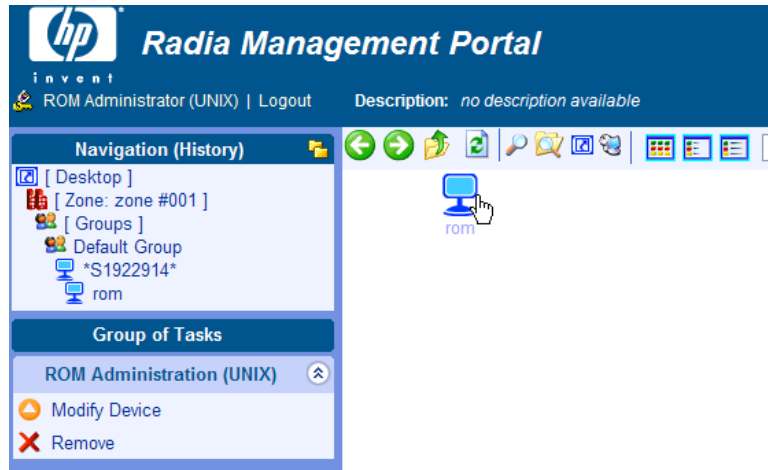 hp
Radia Management Portal
invent
ROM Administrator (UNIX) | Logout
Description: no description available
Navigation (History)
[ Desktop ]
[ Zone: zone #001 ]
[ Groups ]
Default Group
*S1922914*
rom
rom
Group of Tasks
ROM Administration (UNIX)
Modify Device
Remove